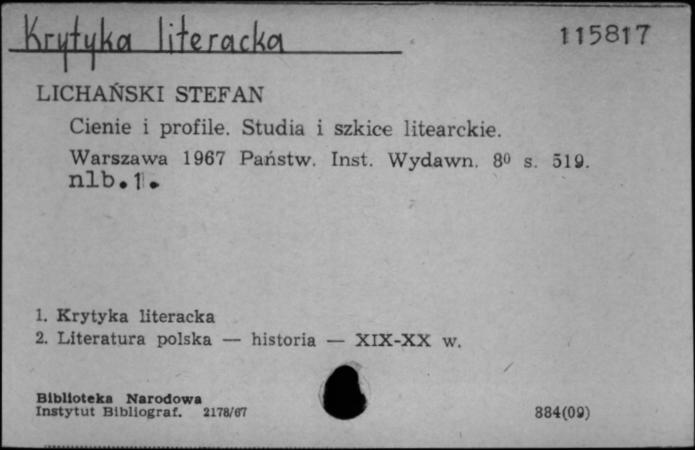 Krytyka literacka
115817
LICHAŃSKI STEFAN
Cienie i profile. Studia i szkice litearckie.
Warszawa 1967 Państw. Inst. Wydawn. 8⁰ s. 519.
nlb.1.
1. Krytyka literacka
2. Literatura polska — historia — XIX-XX w.
Biblioteka Narodowa
Instytut Bibliograf. 2178/67
884(09)